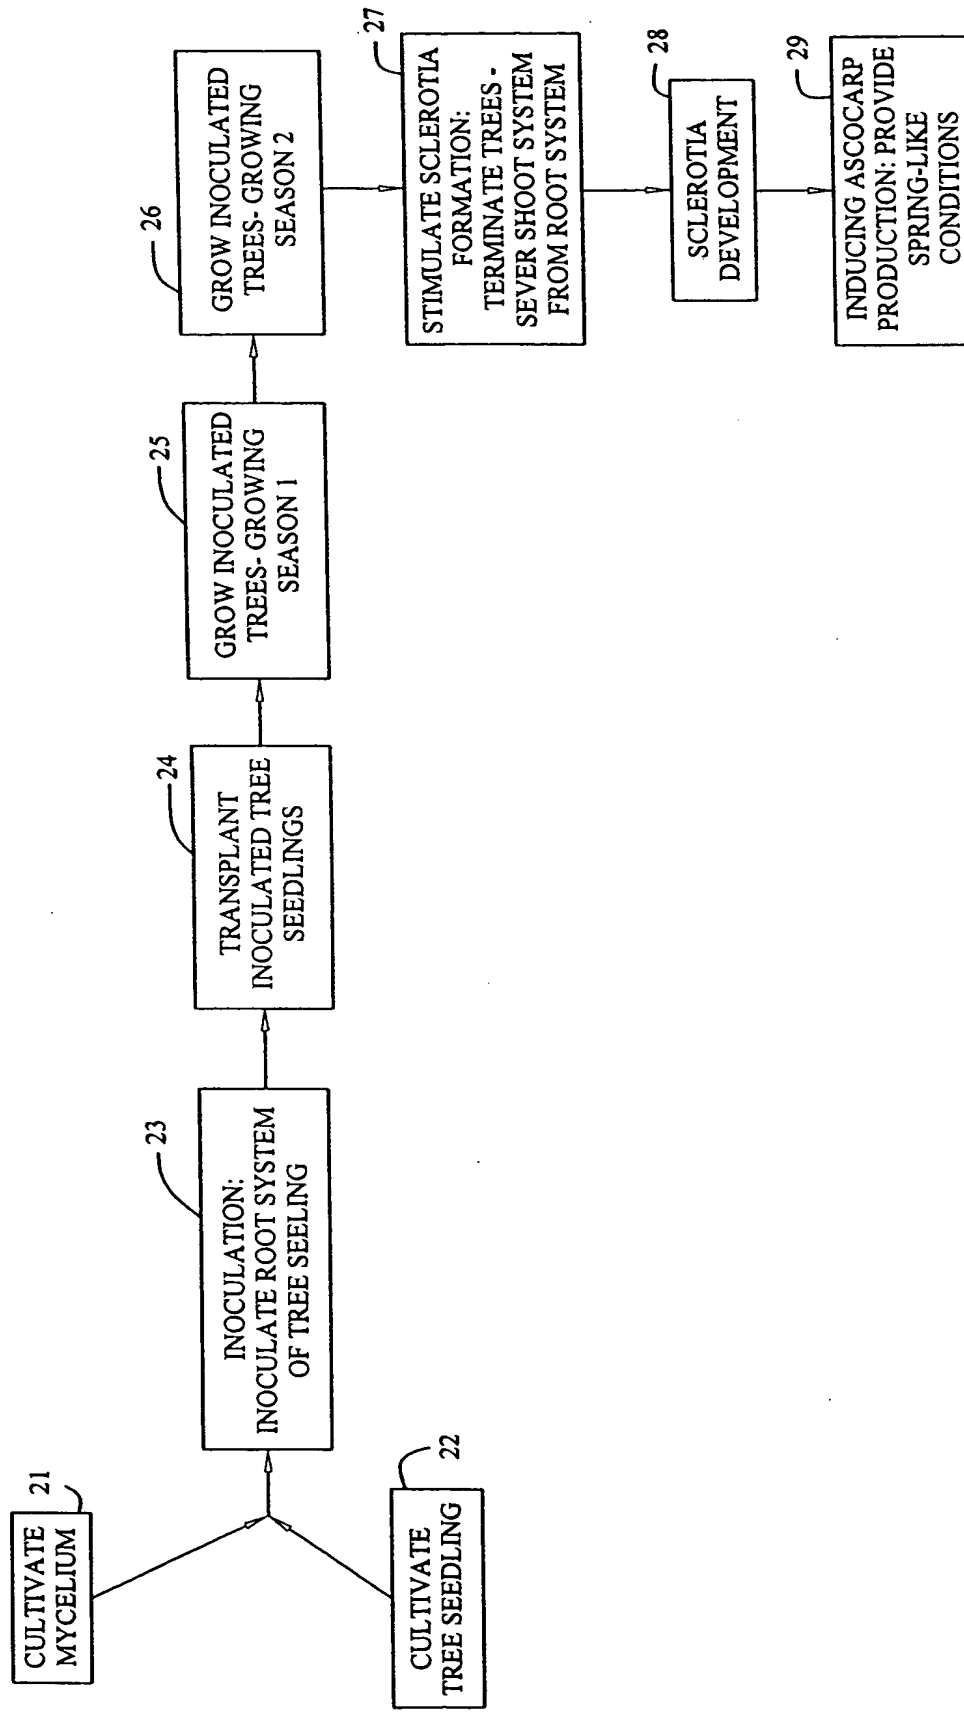 CULTIVATE
MYCELIUM
21
CULTIVATE
TREE SEEDLING
22
INOCULATION:
INOCULATE ROOT SYSTEM
OF TREE SEELING
23
TRANSPLANT
INOCULATED TREE
SEEDLINGS
24
GROW INOCULATED
TREES- GROWING
SEASON 1
25
GROW INOCULATED
TREES- GROWING
SEASON 2
26
STIMULATE SCLEROTIA
FORMATION:
TERMINATE TREES -
SEVER SHOOT SYSTEM
FROM ROOT SYSTEM
27
SCLEROTIA
DEVELOPMENT
28
INDUCING ASCOCARP
PRODUCTION: PROVIDE
SPRING-LIKE
CONDITIONS
29